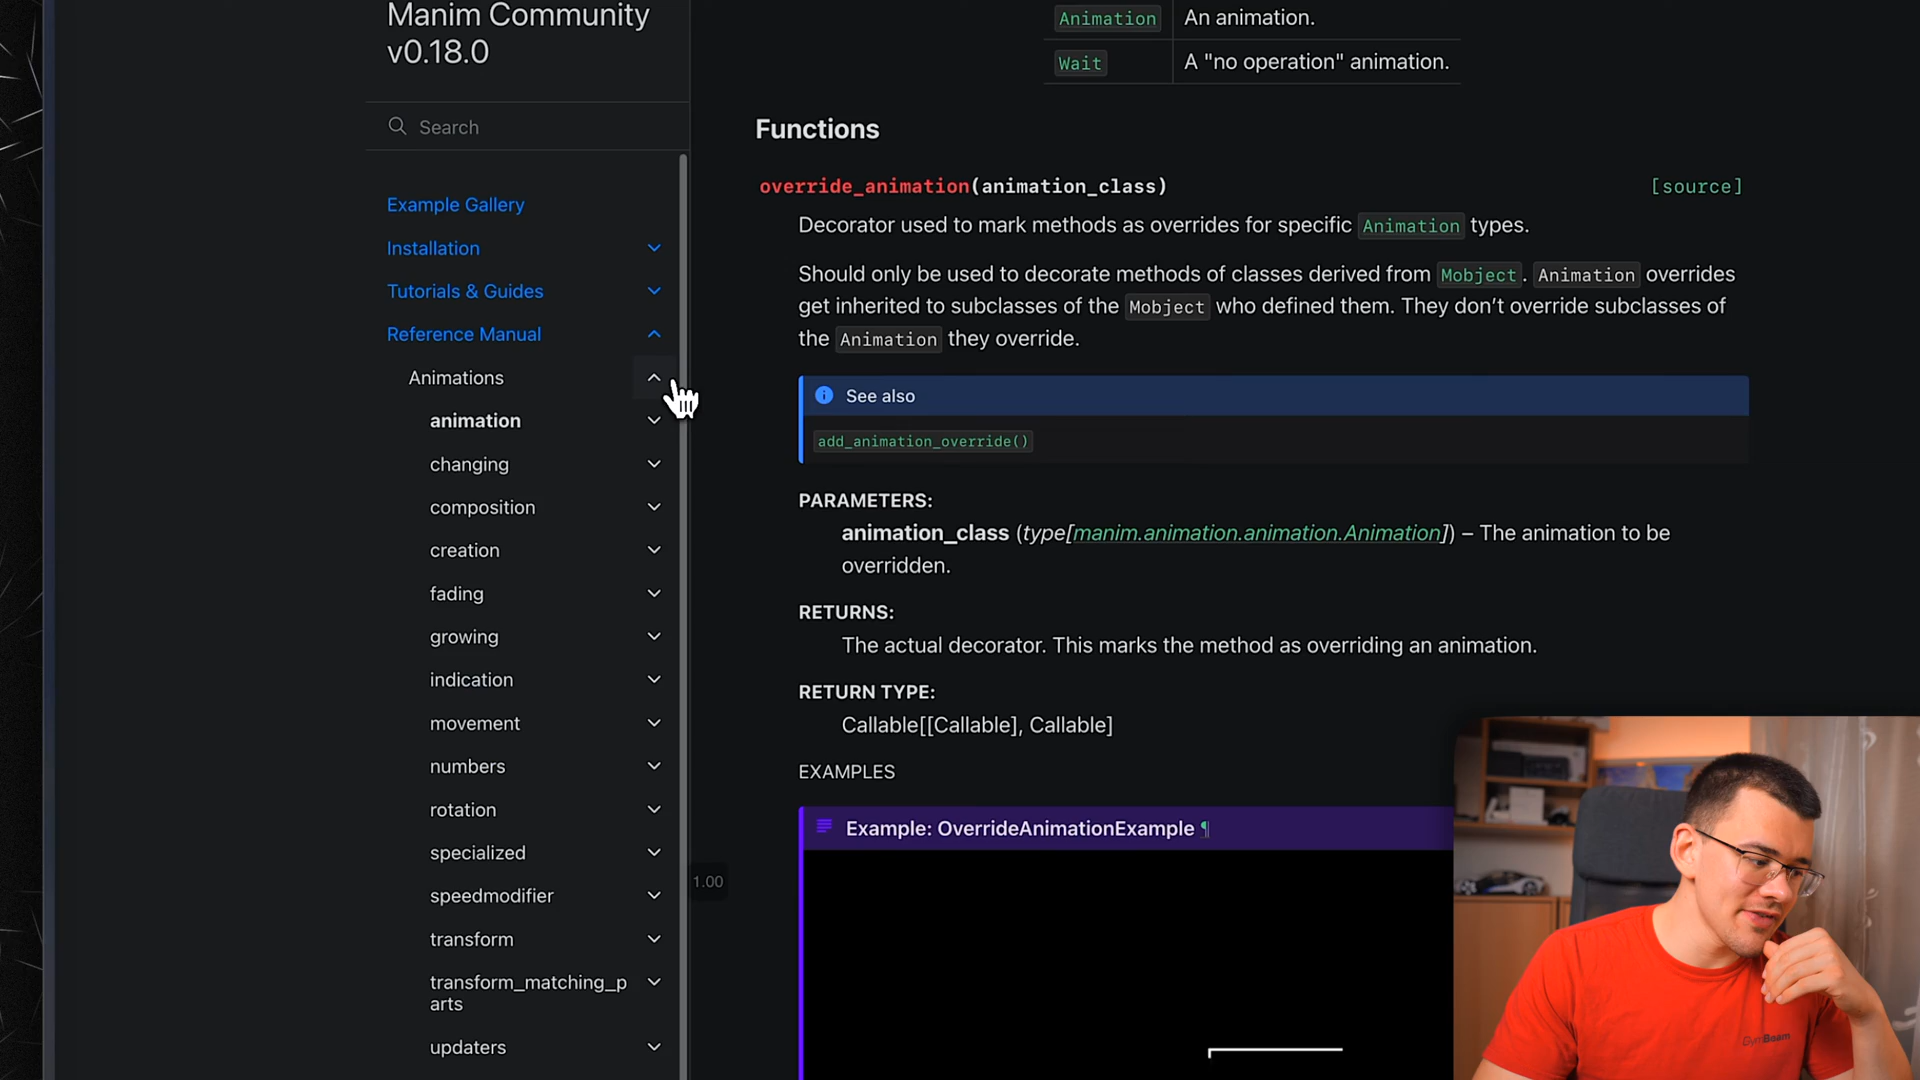 Manim Community
v0.18.0
Search
Example Gallery
Installation
Tutorials & Guides
Reference Manual
Animations
animation
changing
composition
creation
fading
growing
indication
movement
numbers
rotation
specialized
speedmodifier
transform
transform_matching_p
arts
updaters
1.00
Animation An animation.
Wait A "no operation" animation.
Functions
override_animation(animation_class) [source]
Decorator used to mark methods as overrides for specific Animation types.
Should only be used to decorate methods of classes derived from Mobject. Animation overrides
get inherited to subclasses of the Mobject who defined them. They don’t override subclasses of
the Animation they override.
See also
add_animation_override()
PARAMETERS:
animation_class (type[manim.animation.animation.Animation]) – The animation to be
overridden.
RETURNS:
The actual decorator. This marks the method as overriding an animation.
RETURN TYPE:
Callable[[Callable], Callable]
EXAMPLES
Example: OverrideAnimationExample ¶
GymBeam